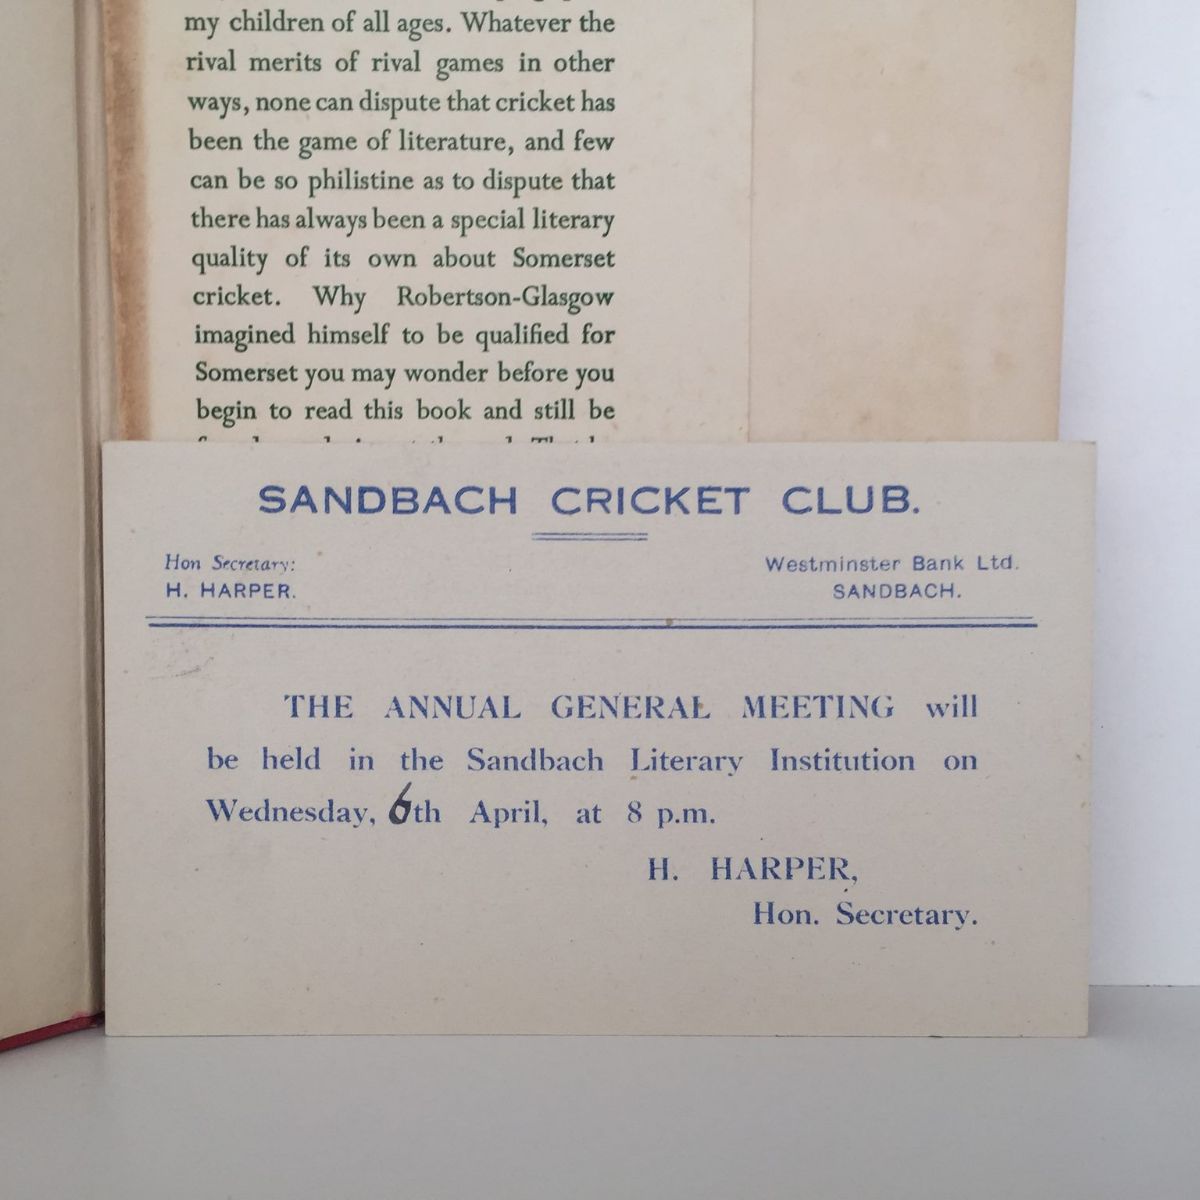 my children of all ages. Whatever the
rival merits of rival games in other
ways, none can dispute that cricket has
been the game of literature, and few
can be so philistine as to dispute that
there has always been a special literary
quality of its own about Somerset
cricket. Why Robertson-Glasgow
imagined himself to be qualified for
Somerset you may wonder before you
begin to read this book and still be
SANDBACH CRICKET CLUB.
Hon Secretary:
H. HARPER.
Westminster Bank Ltd.
SANDBACH.
THE ANNUAL GENERAL MEETING will
be held in the Sandbach Literary Institution on
Wednesday, 6th April, at 8 p.m.
H. HARPER,
Hon. Secretary.